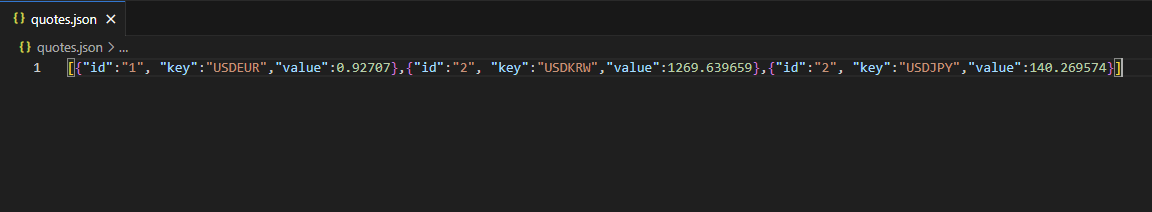 {} quotes.json ×
{} quotes.json > ...
1 [{"id":"1", "key":"USDEUR","value":0.92707},{"id":"2", "key":"USDKRW","value":1269.639659},{"id":"2", "key":"USDJPY","value":140.269574}]